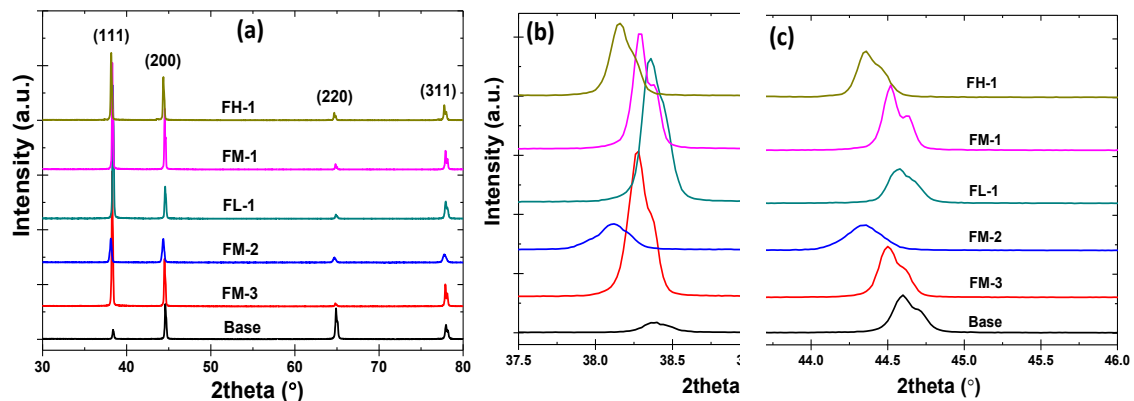 (a)
(111)
(200)
(220)
(311)
FH-1
FM-1
FL-1
FM-2
FM-3
Base
Intensity (a.u.)
30 40 50 60 70 80
2theta (°)
(b)
Intensity (a.u.)
37.5 38.0 38.5 3
2theta
(c)
FH-1
FM-1
FL-1
FM-2
FM-3
Base
44.0 44.5 45.0 45.5 46.0
2theta (°)